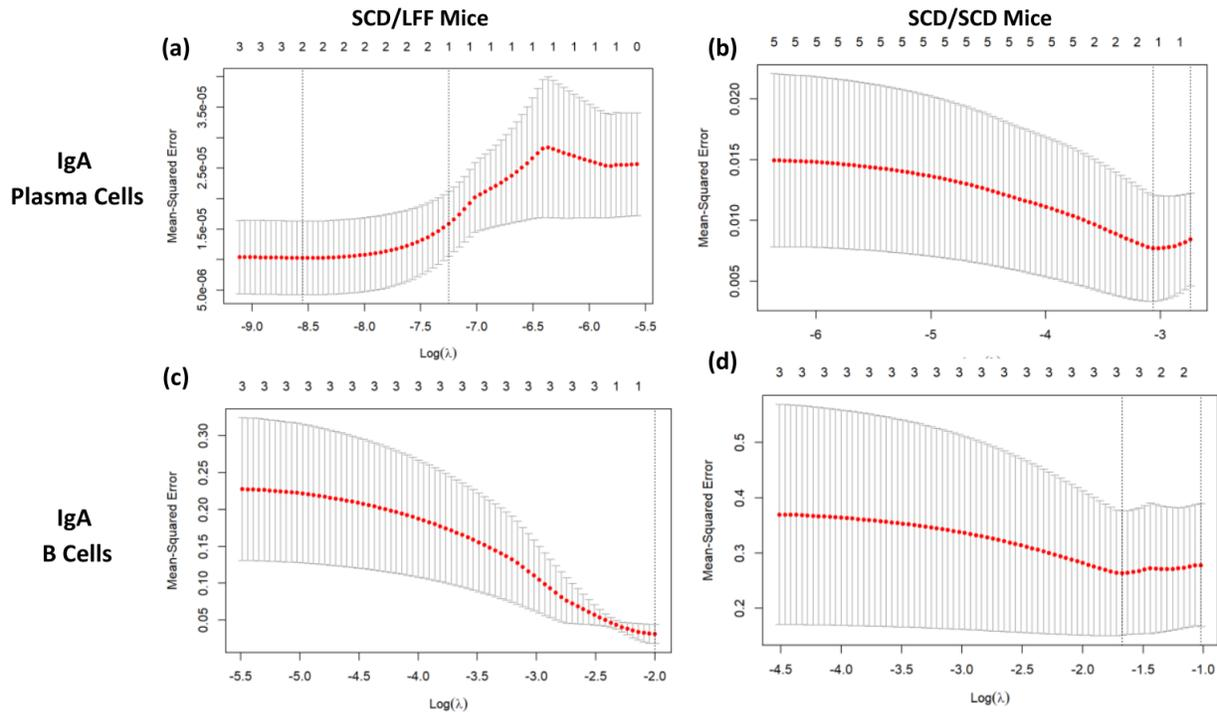 SCD/LFF Mice
SCD/SCD Mice
(a)
3 3 3 2 2 2 2 2 2 1 1 1 1 1 1 1 1 1 0
(b)
5 5 5 5 5 5 5 5 5 5 5 5 5 2 2 2 1 1
IgA
Plasma Cells
Mean-Squared Error
5.0e-06 1.5e-05 2.5e-05 3.5e-05
-9.0 -8.5 -8.0 -7.5 -7.0 -6.5 -6.0 -5.5
Log(λ)
Mean-Squared Error
0.005 0.010 0.015 0.020
-6 -5 -4 -3
(c)
3 3 3 3 3 3 3 3 3 3 3 3 3 3 3 3 1 1
(d)
3 3 3 3 3 3 3 3 3 3 3 3 3 3 3 2 2
IgA
B Cells
Mean-Squared Error
0.05 0.10 0.15 0.20 0.25 0.30
-5.5 -5.0 -4.5 -4.0 -3.5 -3.0 -2.5 -2.0
Log(λ)
Mean-Squared Error
0.2 0.3 0.4 0.5
-4.5 -4.0 -3.5 -3.0 -2.5 -2.0 -1.5 -1.0
Log(λ)